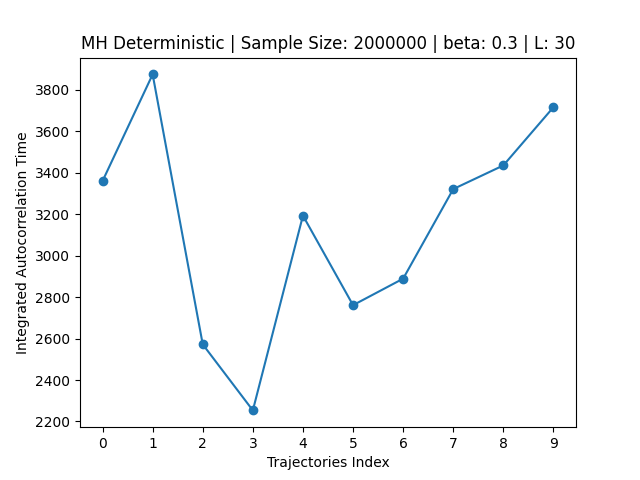 MH Deterministic | Sample Size: 2000000 | beta: 0.3 | L: 30
3800
3600
3400
3200
3000
2800
2600
2400
2200
Integrated Autocorrelation Time
0 1 2 3 4 5 6 7 8 9
Trajectories Index